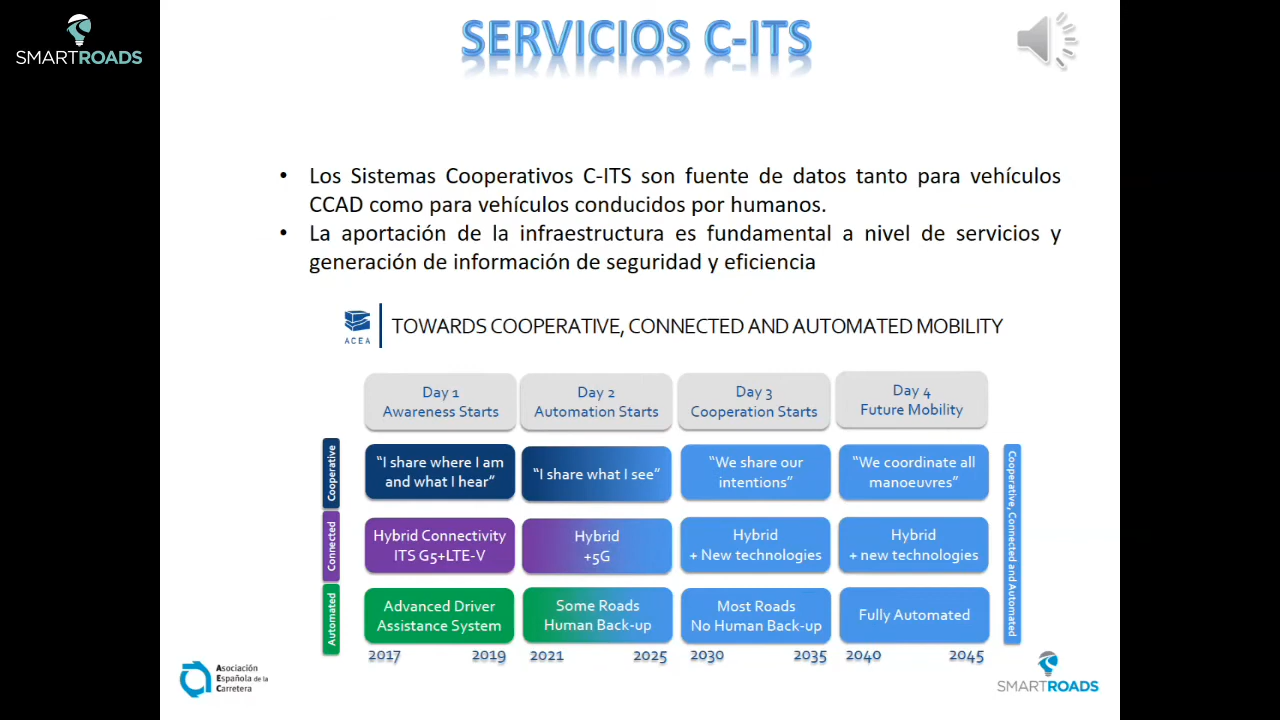 SMARTROADS
SERVICIOS C-ITS
• Los Sistemas Cooperativos C-ITS son fuente de datos tanto para vehículos
CCAD como para vehículos conducidos por humanos.
• La aportación de la infraestructura es fundamental a nivel de servicios y
generación de información de seguridad y eficiencia
ACEA
TOWARDS COOPERATIVE, CONNECTED AND AUTOMATED MOBILITY
Day 1
Awareness Starts
Day 2
Automation Starts
Day 3
Cooperation Starts
Day 4
Future Mobility
Cooperative
"I share where I am
and what I hear"
"I share what I see"
"We share our
intentions"
"We coordinate all
manoeuvres"
Connected
Hybrid Connectivity
ITS G5+LTE-V
Hybrid
+5G
Hybrid
+ New technologies
Hybrid
+ new technologies
Automated
Advanced Driver
Assistance System
Some Roads
Human Back-up
Most Roads
No Human Back-up
Fully Automated
Cooperative, Connected and Automated
2017 2019 2021 2025 2030 2035 2040 2045
Asociación
Española de la
Carretera
SMARTROADS